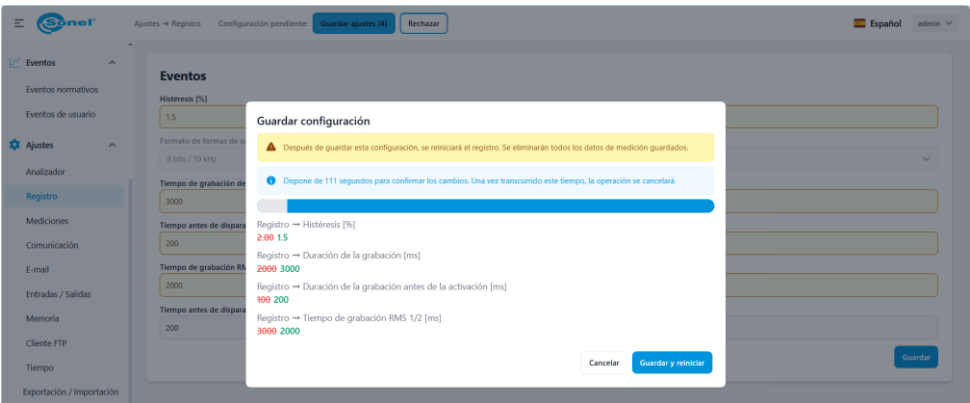 Sonel®
Ajustes → Registro Configuración pendiente: Guardar ajustes (4) Rechazar
Español admin
Eventos
Eventos normativos
Eventos de usuario
Ajustes
Analizador
Registro
Mediciones
Comunicación
E-mail
Entradas / Salidas
Memoria
Cliente FTP
Tiempo
Exportación / Importación
Eventos
Histéresis [%]
1,5
Formato de formas de o
8 bits / 10 kHz
Tiempo de grabación de
3000
Tiempo antes de dispara
200
Tiempo de grabación RM
2000
Tiempo antes de dispara
200
Guardar
Guardar configuración
Después de guardar esta configuración, se reiniciará el registro. Se eliminarán todos los datos de medición guardados.
Dispone de 111 segundos para confirmar los cambios. Una vez transcurrido este tiempo, la operación se cancelará.
Registro → Histéresis [%]
2.00 1.5
Registro → Duración de la grabación [ms]
2000 3000
Registro → Duración de la grabación antes de la activación [ms]
100 200
Registro → Tiempo de grabación RMS 1/2 [ms]
3000 2000
Cancelar Guardar y reiniciar